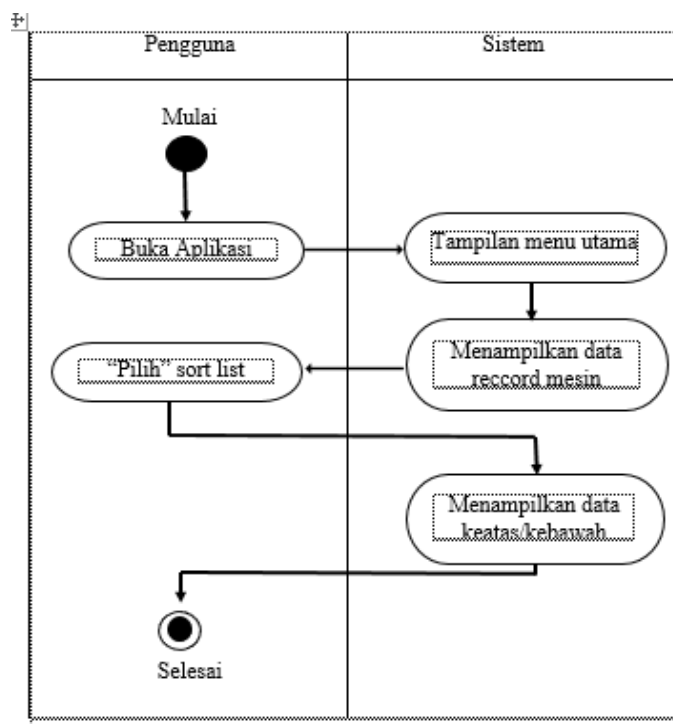 Pengguna
Sistem
Mulai
Buka Aplikasi
Tampilan menu utama
Menampilkan data
reccord mesin
“Pilih” sort list
Menampilkan data
keatas/kebawah
Selesai